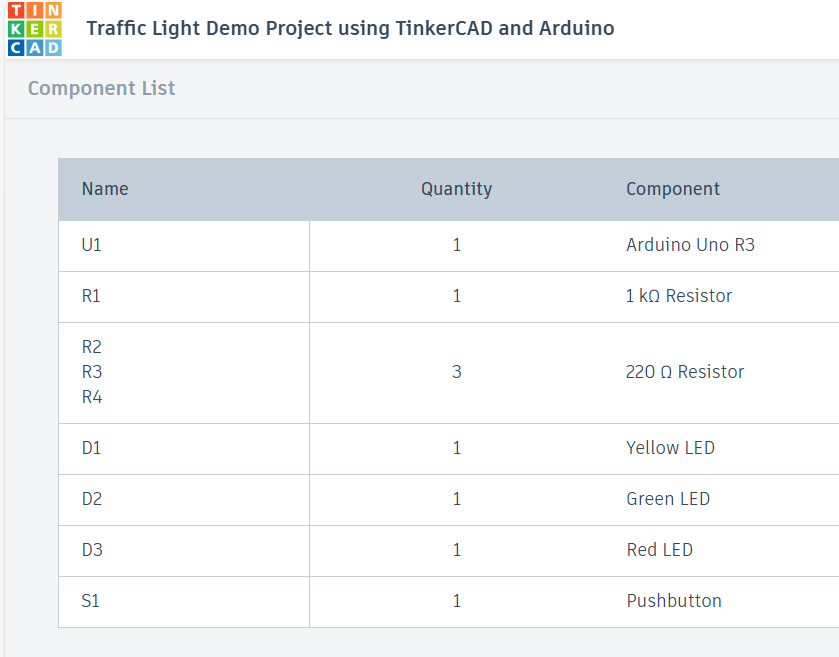 TIN
KER
CAD
Traffic Light Demo Project using TinkerCAD and Arduino
Component List
Name Quantity Component
U1 1 Arduino Uno R3
R1 1 1 kΩ Resistor
R2
R3 3 220 Ω Resistor
R4
D1 1 Yellow LED
D2 1 Green LED
D3 1 Red LED
S1 1 Pushbutton